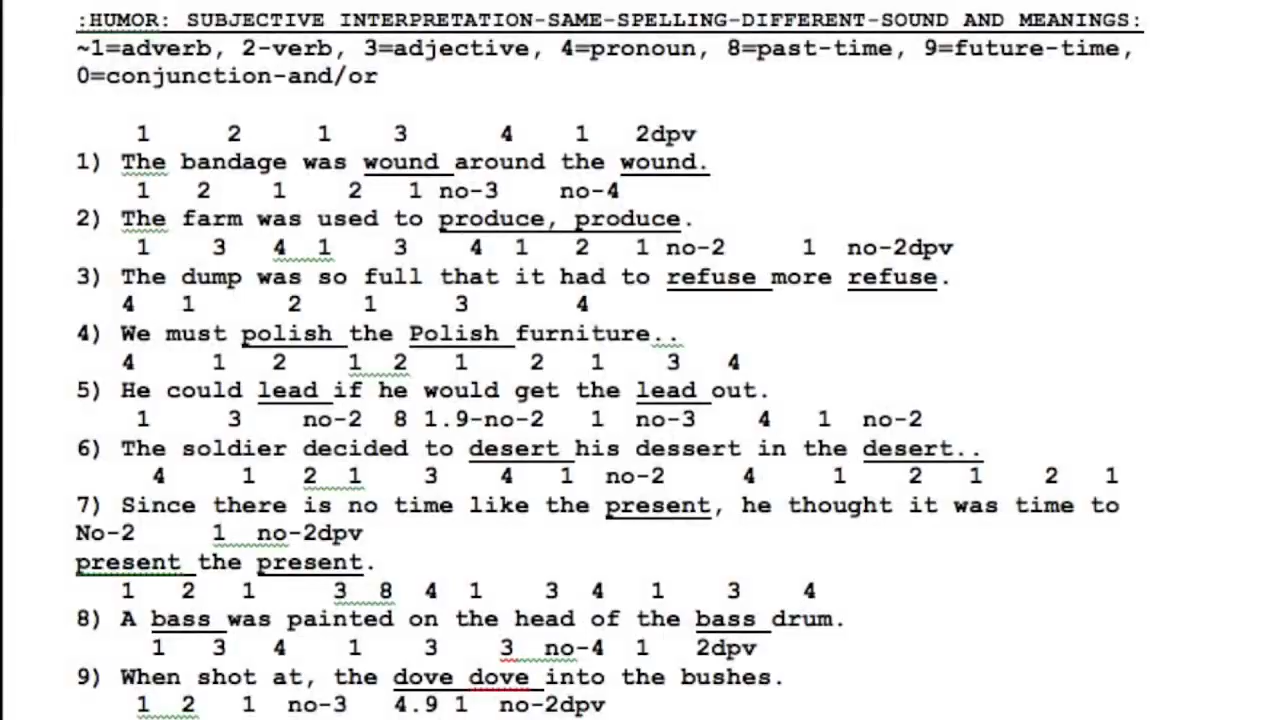 :HUMOR: SUBJECTIVE INTERPRETATION-SAME-SPELLING-DIFFERENT-SOUND AND MEANINGS:
~1=adverb, 2-verb, 3=adjective, 4=pronoun, 8=past-time, 9=future-time,
0=conjunction-and/or
1 2 1 3 4 1 2dpv
1) The bandage was wound around the wound.
1 2 1 2 1 no-3 no-4
2) The farm was used to produce, produce.
1 3 4 1 3 4 1 2 1 no-2 1 no-2dpv
3) The dump was so full that it had to refuse more refuse.
4 1 2 1 3 4
4) We must polish the Polish furniture..
4 1 2 1 2 1 2 1 3 4
5) He could lead if he would get the lead out.
1 3 no-2 8 1.9-no-2 1 no-3 4 1 no-2
6) The soldier decided to desert his dessert in the desert..
4 1 2 1 3 4 1 no-2 4 1 2 1 2 1
7) Since there is no time like the present, he thought it was time to
No-2 1 no-2dpv
present the present.
1 2 1 3 8 4 1 3 4 1 3 4
8) A bass was painted on the head of the bass drum.
1 3 4 1 3 3 no-4 1 2dpv
9) When shot at, the dove dove into the bushes.
1 2 1 no-3 4.9 1 no-2dpv